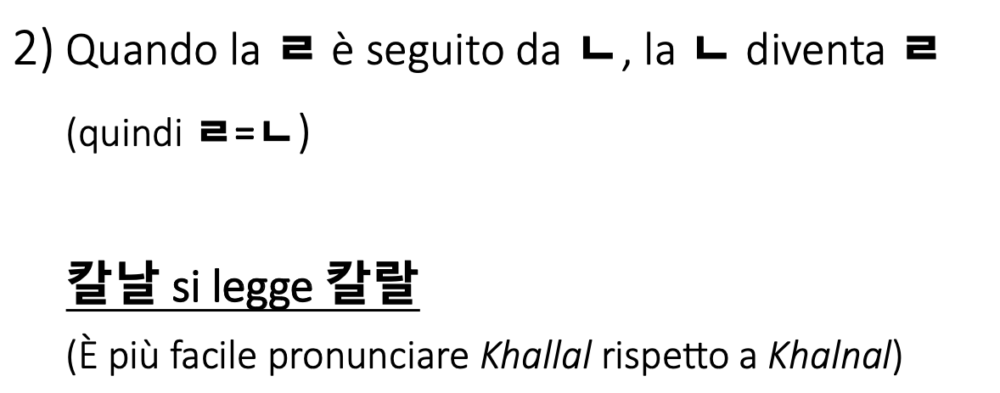 2) Quando la ㄹ è seguito da ㄴ, la ㄴ diventa ㄹ
(quindi ㄹ=ㄴ)
칼날 si legge 칼랄
(È più facile pronunciare Khallal rispetto a Khalnal)